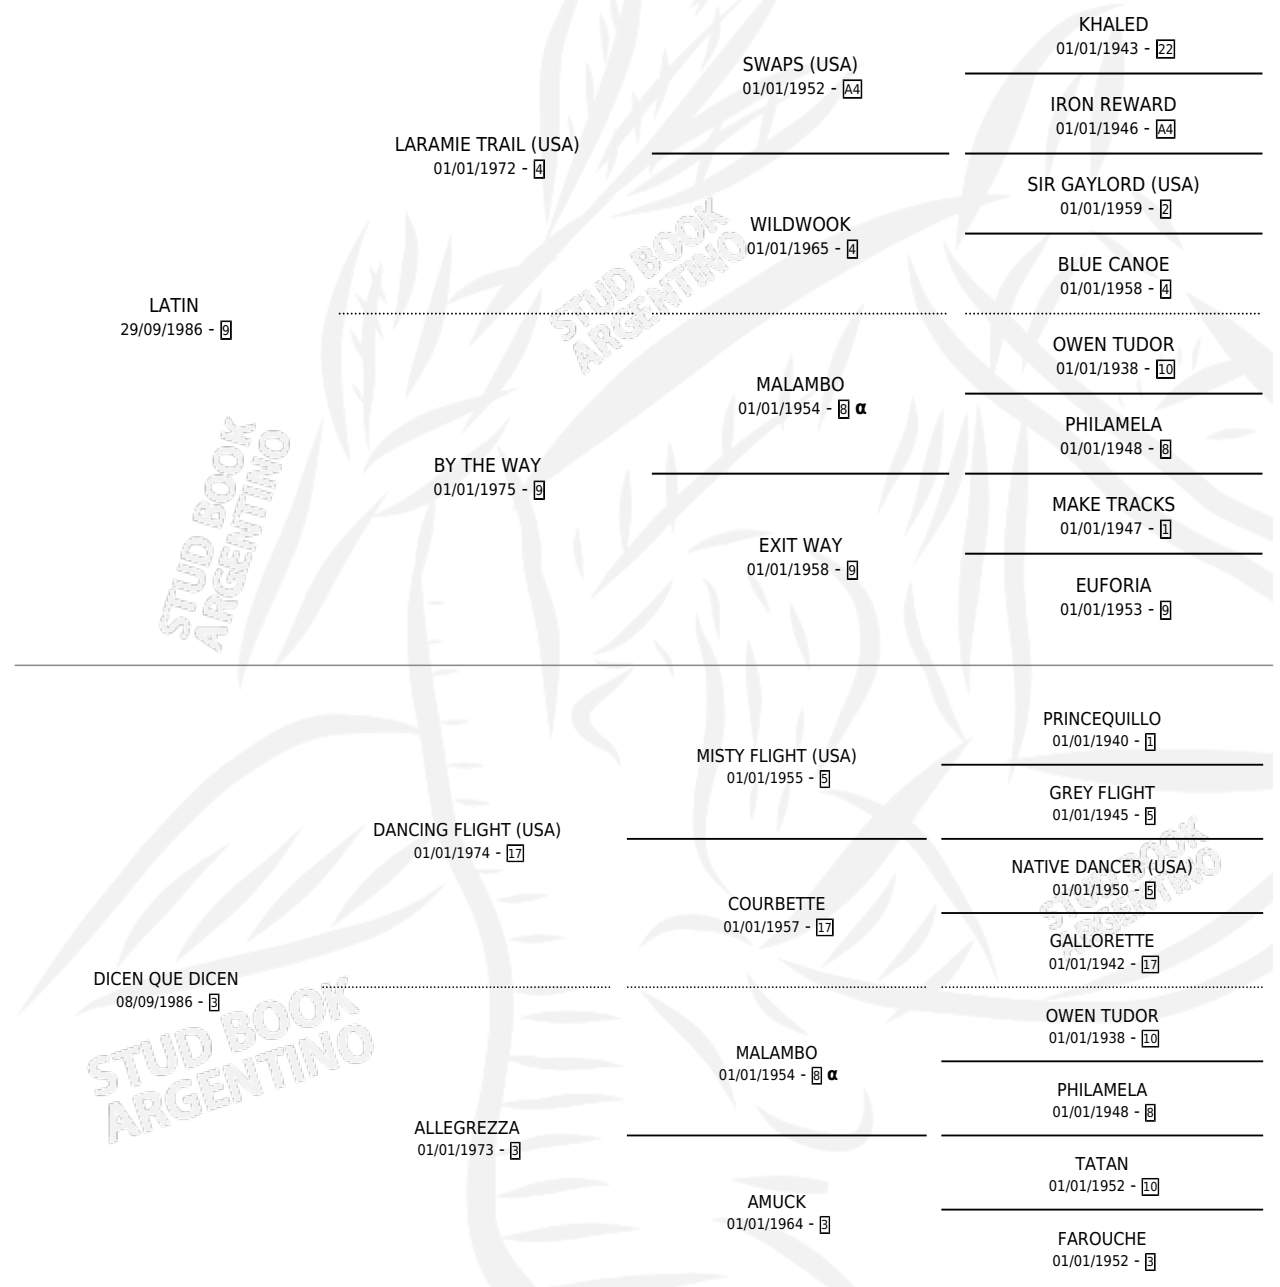 KHALED
01/01/1943 - 22
SWAPS (USA)
01/01/1952 - A4
IRON REWARD
01/01/1946 - A4
LARAMIE TRAIL (USA)
01/01/1972 - 4
SIR GAYLORD (USA)
01/01/1959 - 2
WILDWOOK
01/01/1965 - 4
BLUE CANOE
01/01/1958 - 4
LATIN
29/09/1986 - 9
OWEN TUDOR
01/01/1938 - 10
MALAMBO
01/01/1954 - 8 α
PHILAMELA
01/01/1948 - 8
BY THE WAY
01/01/1975 - 9
MAKE TRACKS
01/01/1947 - 1
EXIT WAY
01/01/1958 - 9
EUFORIA
01/01/1953 - 9
STUD BOOK
ARGENTINO
STUD BOOK
ARGENTINO
PRINCEQUILLO
01/01/1940 - 1
MISTY FLIGHT (USA)
01/01/1955 - 5
GREY FLIGHT
01/01/1945 - 5
DANCING FLIGHT (USA)
01/01/1974 - 17
NATIVE DANCER (USA)
01/01/1950 - 5
COURBETTE
01/01/1957 - 17
GALLORETTE
01/01/1942 - 17
DICEN QUE DICEN
08/09/1986 - 3
OWEN TUDOR
01/01/1938 - 10
MALAMBO
01/01/1954 - 8 α
PHILAMELA
01/01/1948 - 8
ALLEGREZZA
01/01/1973 - 3
TATAN
01/01/1952 - 10
AMUCK
01/01/1964 - 3
FAROUCHE
01/01/1952 - 3
STUD BOOK
ARGENTINO
STUD BOOK
ARGENTINO